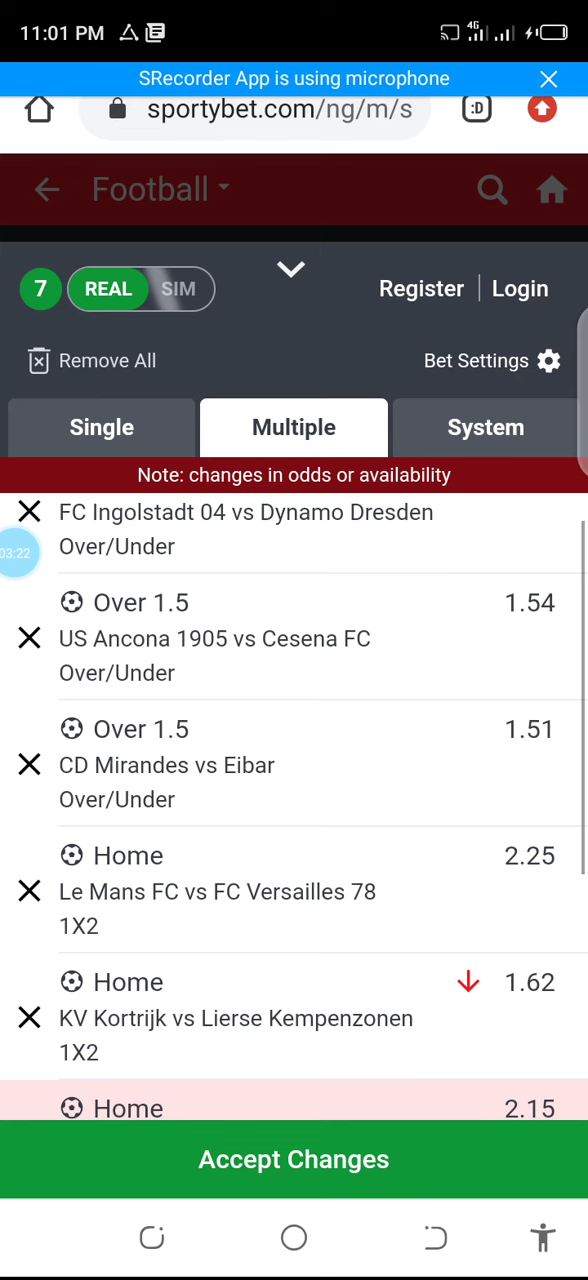 11:01 PM
4G
SRecorder App is using microphone
sportybet.com/ng/m/s
:D
Football
7 REAL SIM Register Login
Remove All Bet Settings
Single Multiple System
Note: changes in odds or availability
FC Ingolstadt 04 vs Dynamo Dresden
03:22
Over/Under
Over 1.5 1.54
US Ancona 1905 vs Cesena FC
Over/Under
Over 1.5 1.51
CD Mirandes vs Eibar
Over/Under
Home 2.25
Le Mans FC vs FC Versailles 78
1X2
Home 1.62
KV Kortrijk vs Lierse Kempenzonen
1X2
Home 2.15
Accept Changes